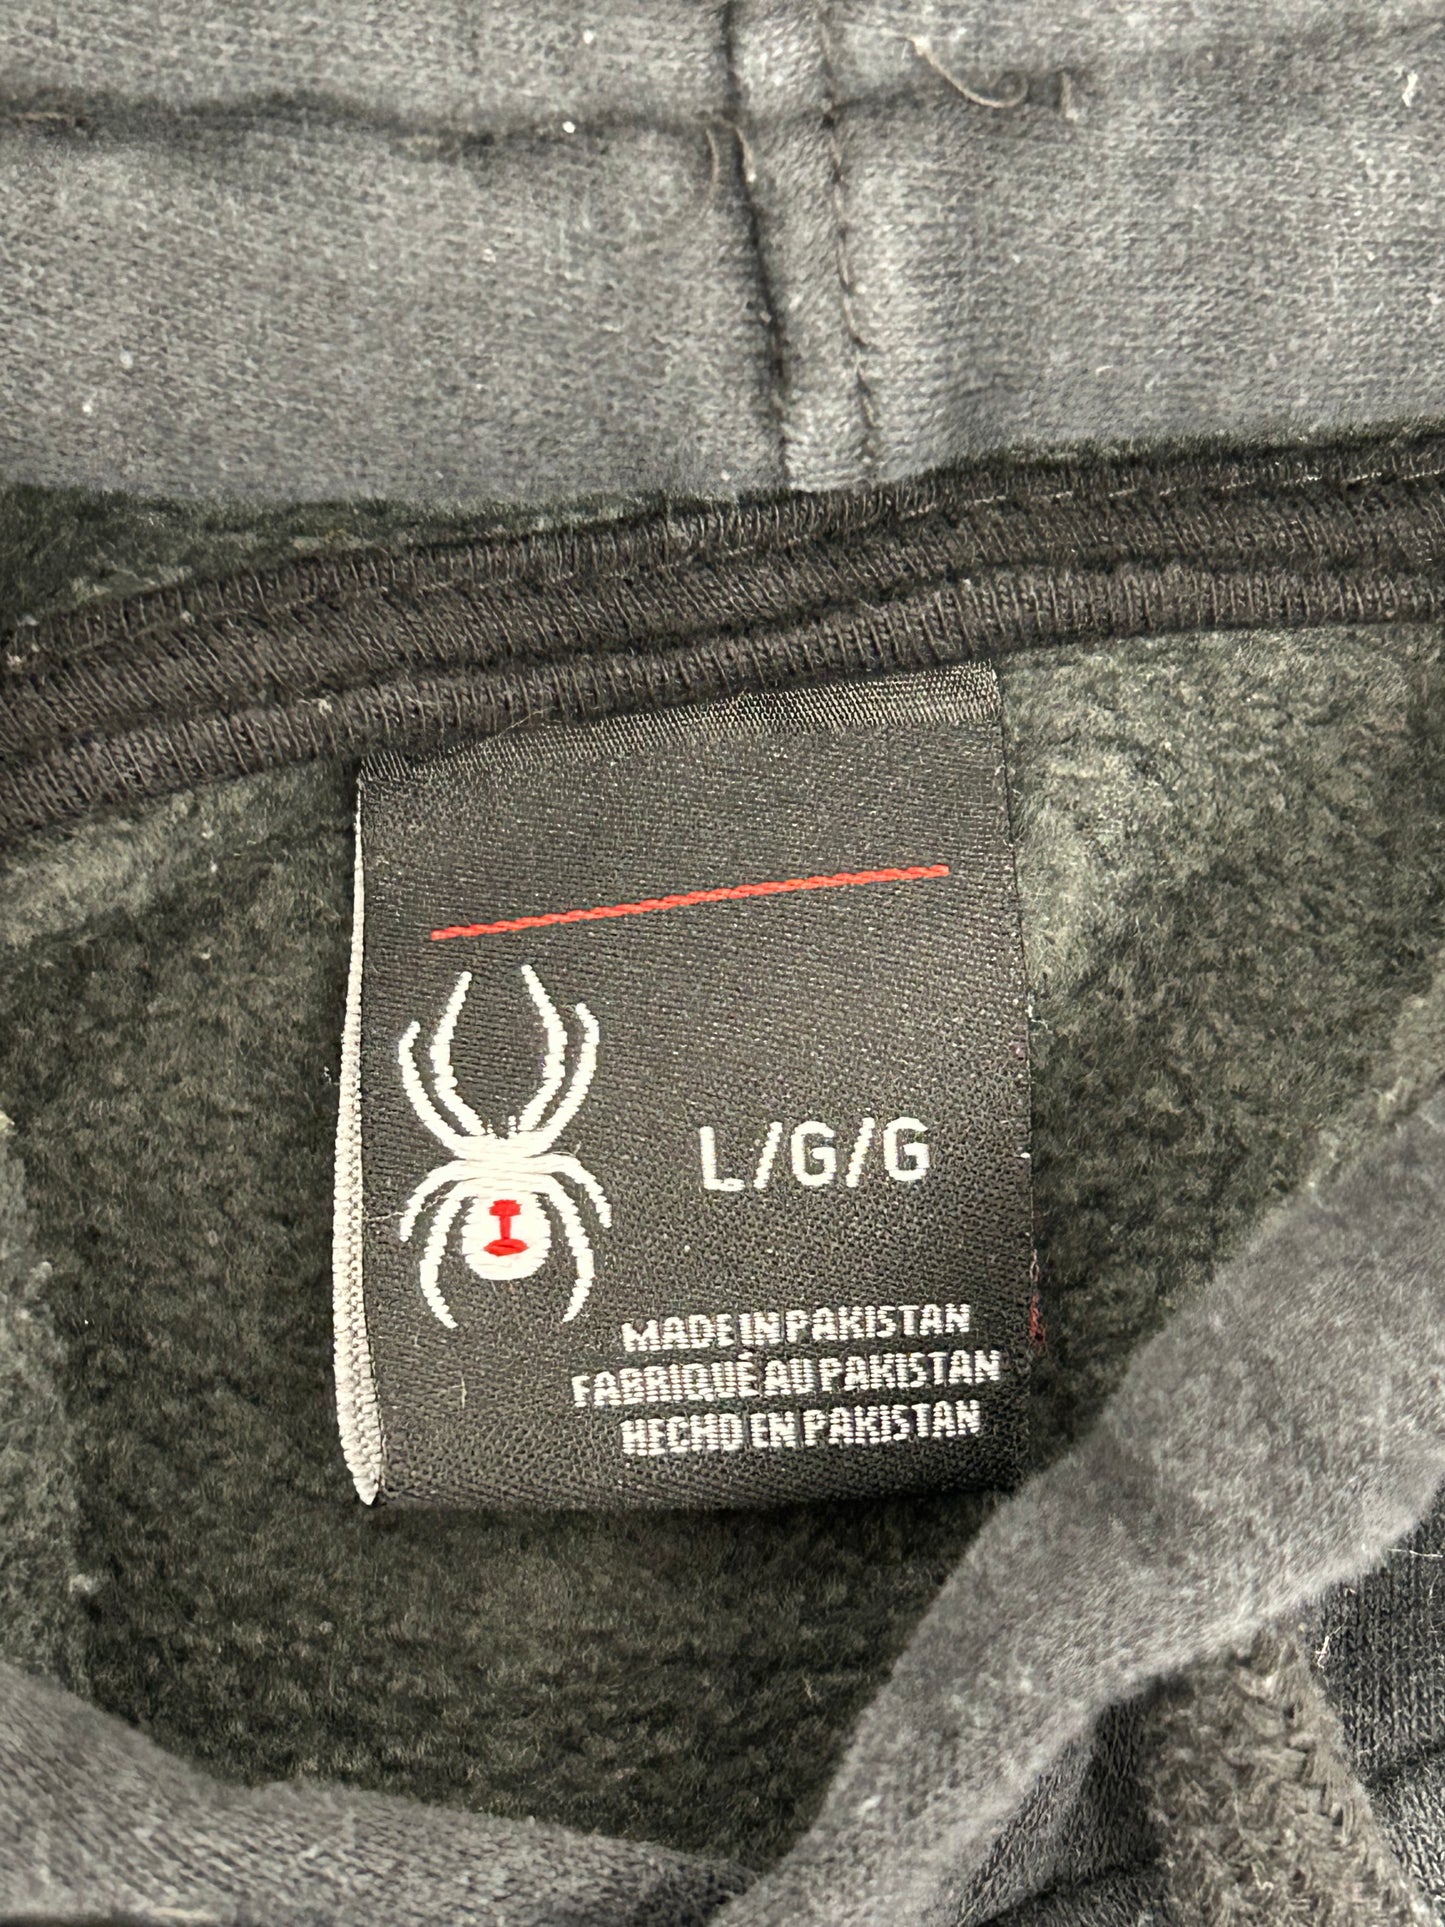 L/G/G
MADE IN PAKISTAN
FABRIQUÉ AU PAKISTAN
HECHO EN PAKISTAN